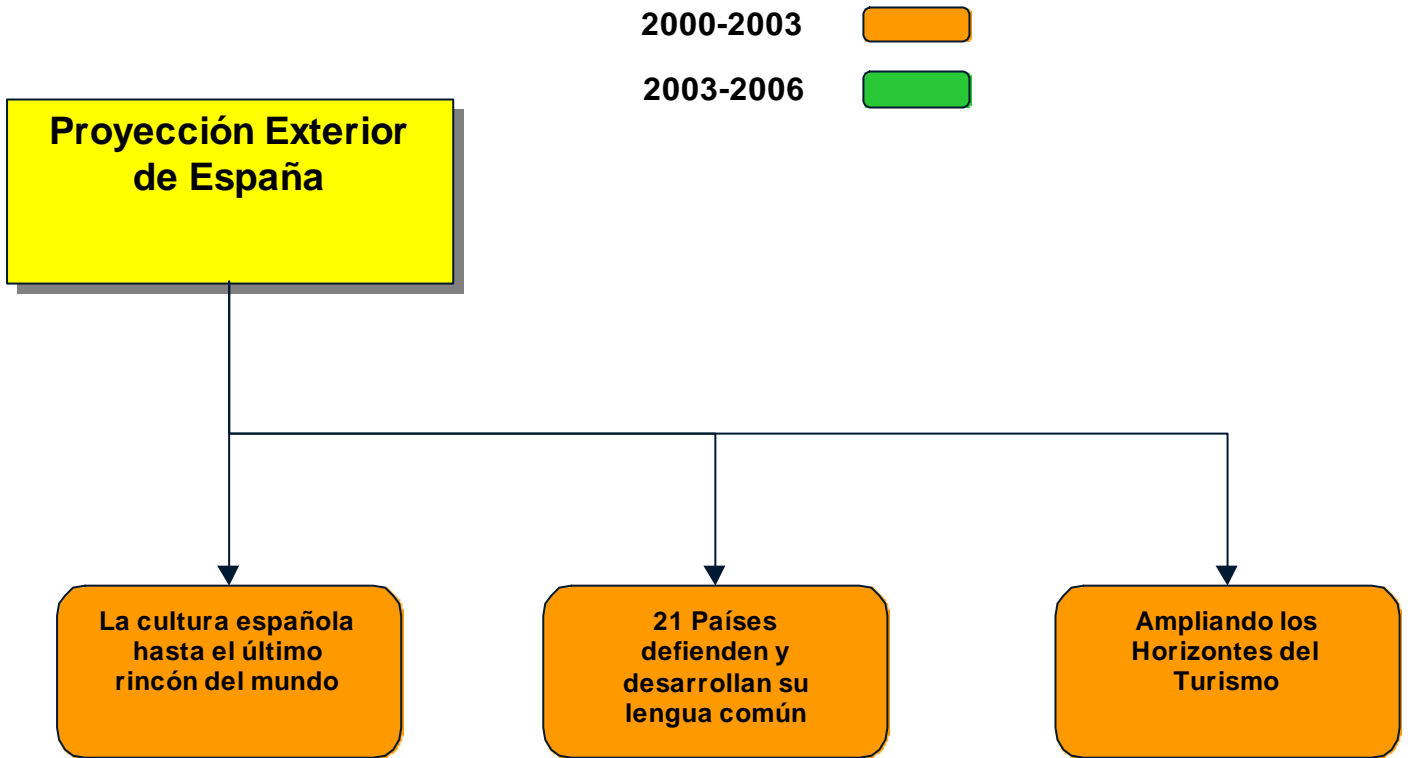 2000-2003
2003-2006
Proyección Exterior
de España
La cultura española
hasta el último
rincón del mundo
21 Países
defienden y
desarrollan su
lengua común
Ampliando los
Horizontes del
Turismo